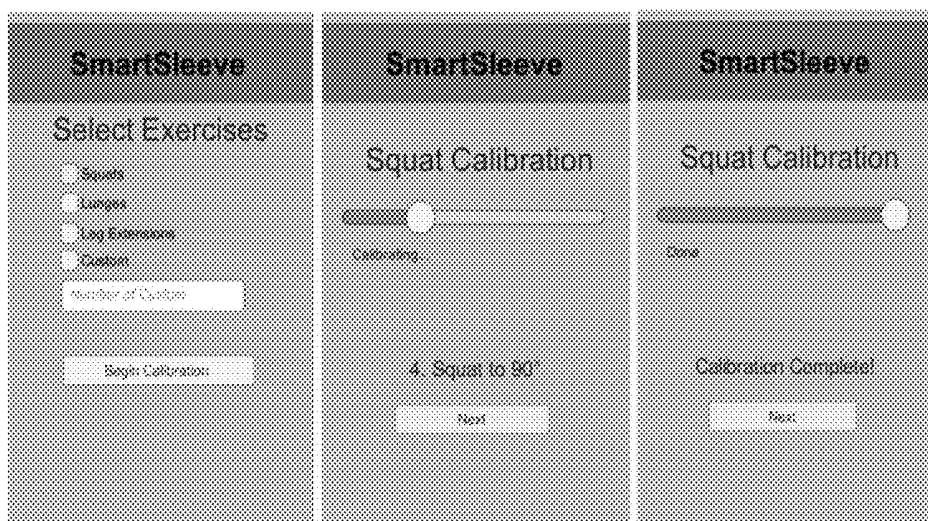 SmartSleeve
Select Exercises
Squats
Lunges
Leg Extensions
Custom
Number of Custom
Begin Calibration
SmartSleeve
Squat Calibration
Calibrating
4. Squat to 90°
Next
SmartSleeve
Squat Calibration
Done
Calibration Complete!
Next